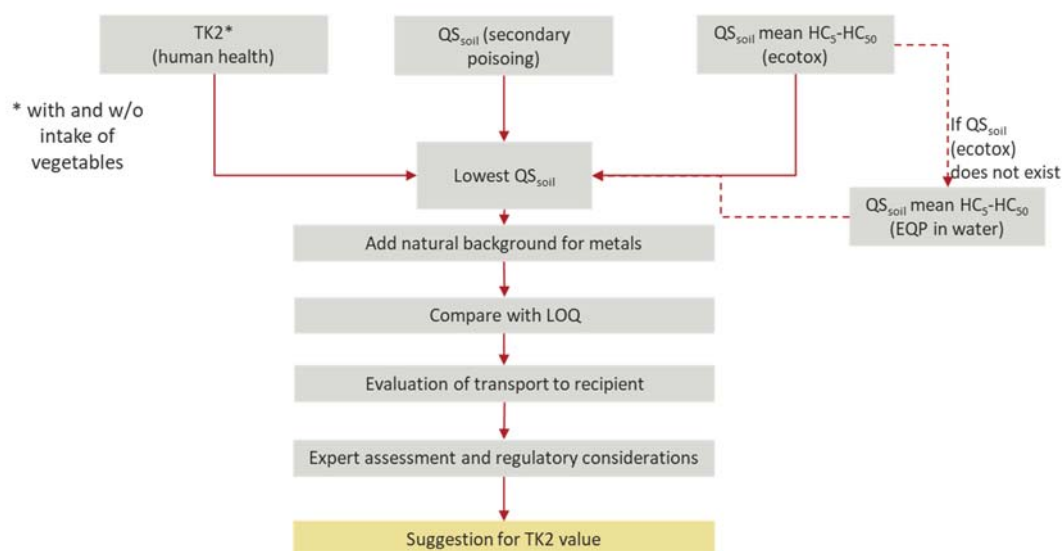 TK2*
(human health)
QSsoil (secondary
poisoing)
QSsoil mean HC5-HC50
(ecotox)
* with and w/o
intake of
vegetables
If QSsoil
(ecotox)
does not exist
Lowest QSsoil
QSsoil mean HC5-HC50
(EQP in water)
Add natural background for metals
Compare with LOQ
Evaluation of transport to recipient
Expert assessment and regulatory considerations
Suggestion for TK2 value